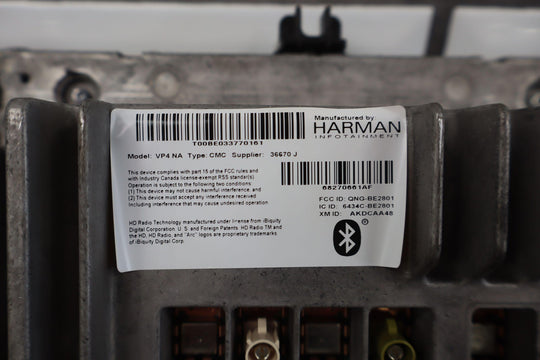 Manufactured by
HARMAN
INFOTAINMENT
T00BE033770161
Model: VP4 NA Type: CMC Supplier: 36670 J
This device complies with part 15 of the FCC rules and
with Industry Canada license-exempt RSS standard(s)
Operation is subject to the following two conditions:
(1) This device may not cause harmful interference; and
(2) This device must accept any interference received
Including interference that may cause undesired operation
68270661AF
FCC ID: QNG-BE2801
IC ID: 6434C-BE2801
XM ID: AKDCAA48
HD Radio Technology manufactured under license from iBiquity
Digital Corporation, U. S. and Foreign Patents. HD Radio TM and
the HD, HD Radio, and "Arc" logos are proprietary trademarks
of iBiquity Digital Corp.